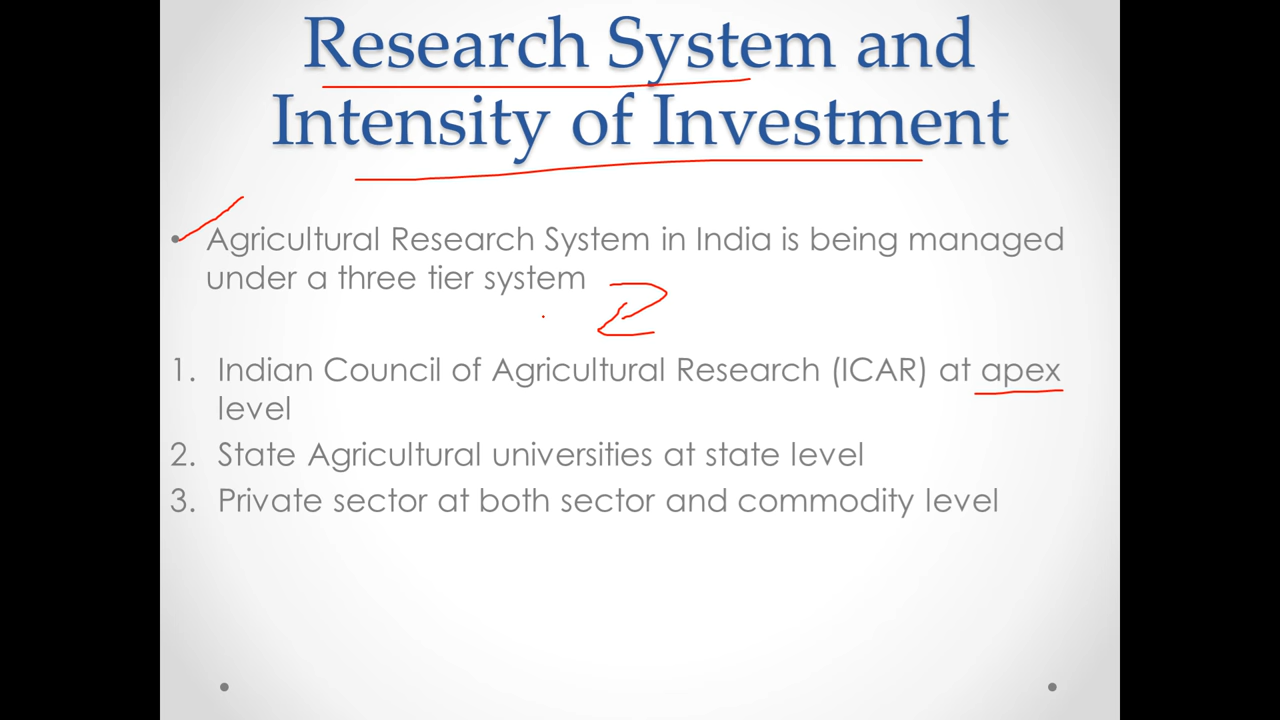 Research System and
Intensity of Investment
• Agricultural Research System in India is being managed
under a three tier system
1. Indian Council of Agricultural Research (ICAR) at apex
level
2. State Agricultural universities at state level
3. Private sector at both sector and commodity level